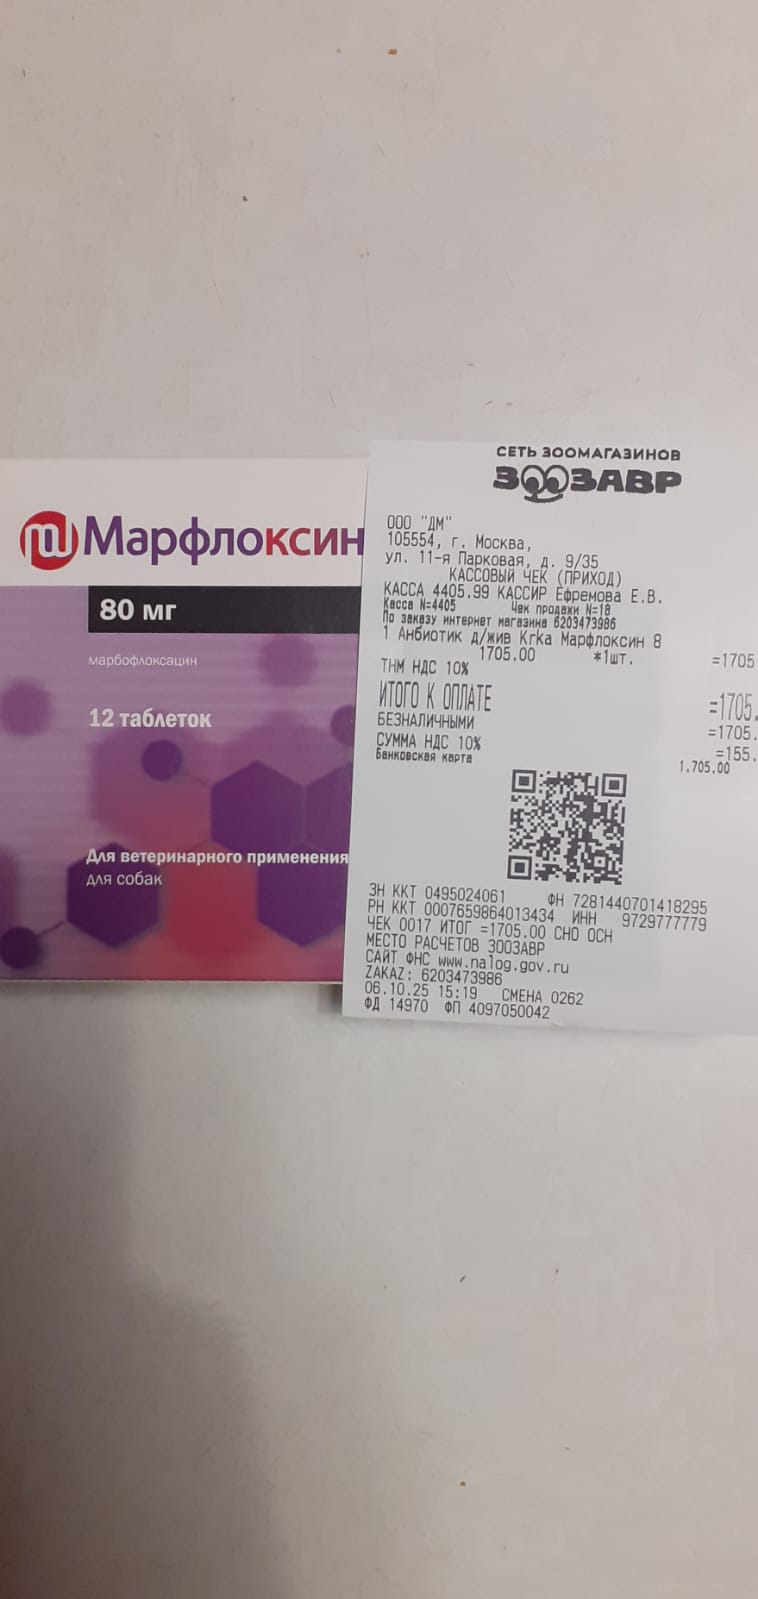 Марфлоксин
80 мг
марбофлоксацин
12 таблеток
Для ветеринарного применения
для собак
СЕТЬ ЗООМАГАЗИНОВ
ЗООЗАВР
ООО "ДМ"
105554, г. Москва,
ул. 11-я Парковая, д. 9/35
КАССОВЫЙ ЧЕК (ПРИХОД)
КАССА 4405.99 КАССИР Ефремова Е.В.
Касса N=4405 Чек продажи N=18
По заказу интернет магазина 6203473986
1 Анбиотик д/жив Krka Марфлоксин 8
1705.00 *1шт. =1705
ТНМ НДС 10%
ИТОГО К ОПЛАТЕ =1705.
БЕЗНАЛИЧНЫМИ =1705.
СУММА НДС 10% =155.
Банковская карта 1,705.00
ЗН ККТ 0495024061 ФН 7281440701418295
РН ККТ 0007659864013434 ИНН 9729777779
ЧЕК 0017 ИТОГ =1705.00 СНО ОСН
МЕСТО РАСЧЕТОВ ЗООЗАВР
САЙТ ФНС www.nalog.gov.ru
ZAKAZ: 6203473986
06.10.25 15:19 СМЕНА 0262
ФД 14970 ФП 4097050042